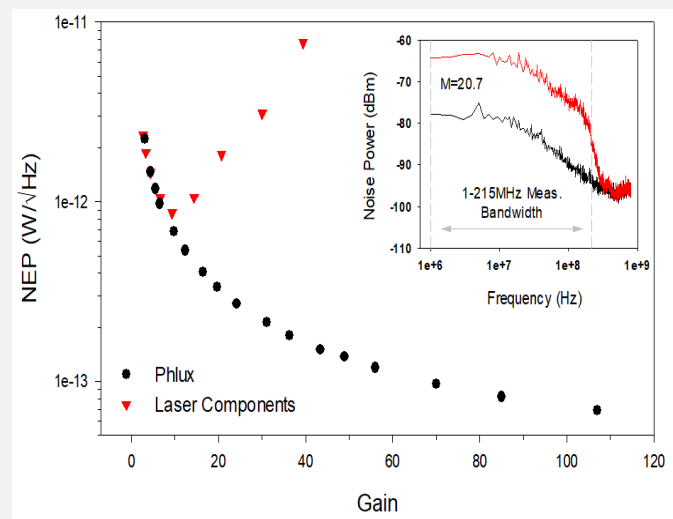 1e-11
1e-12
1e-13
NEP (W/√Hz)
0
20
40
60
80
100
120
Gain
Phlux
Laser Components
-60
-70
-80
-90
-100
-110
Noise Power (dBm)
M=20.7
1-215MHz Meas.
Bandwidth
1e+6
1e+7
1e+8
1e+9
Frequency (Hz)